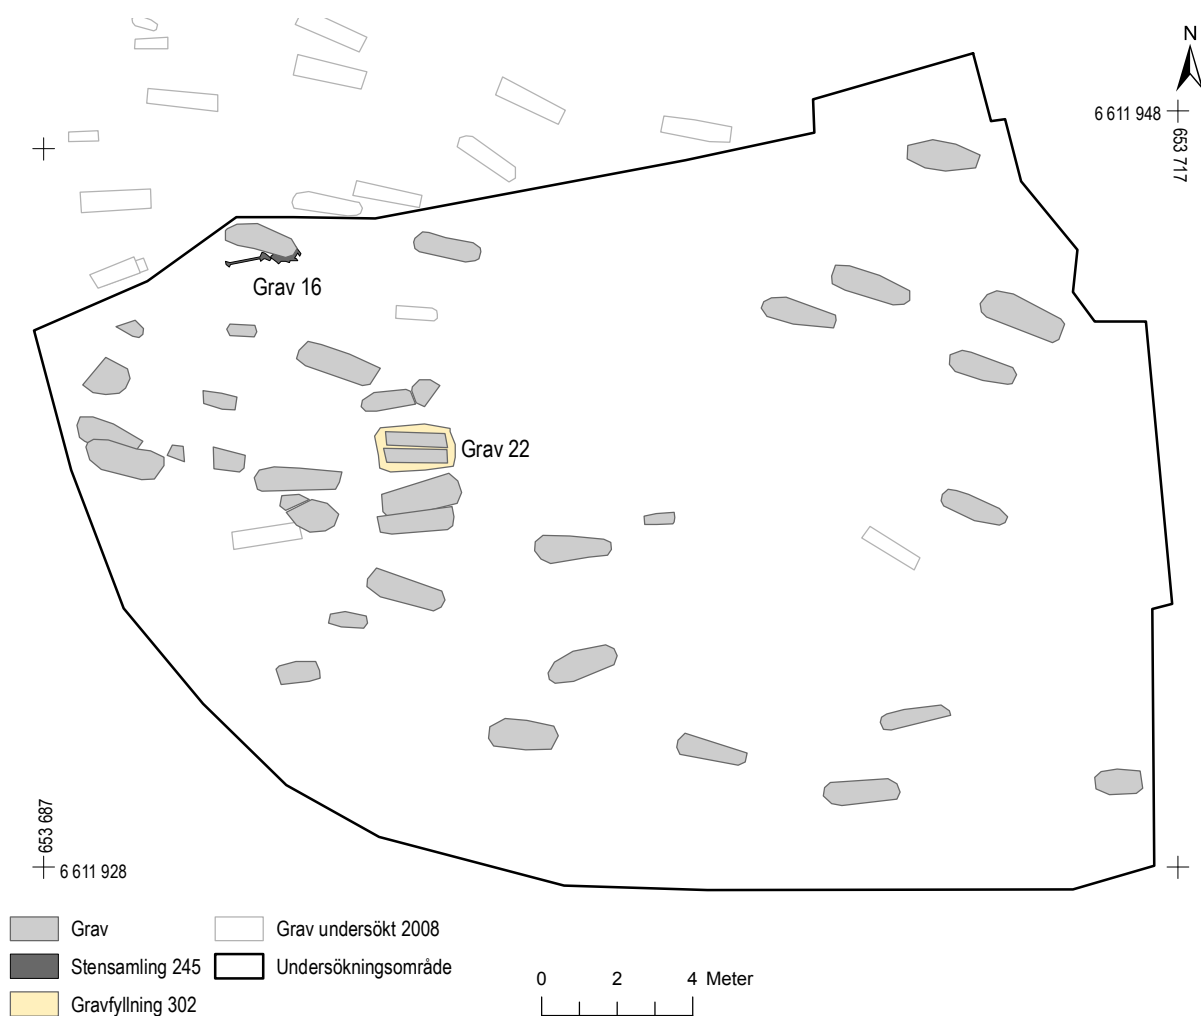 N
6 611 948
653 717
Grav 16
Grav 22
653 687
6 611 928
Grav
Grav undersökt 2008
Stensamling 245
Undersökningsområde
Gravfyllning 302
0 2 4 Meter